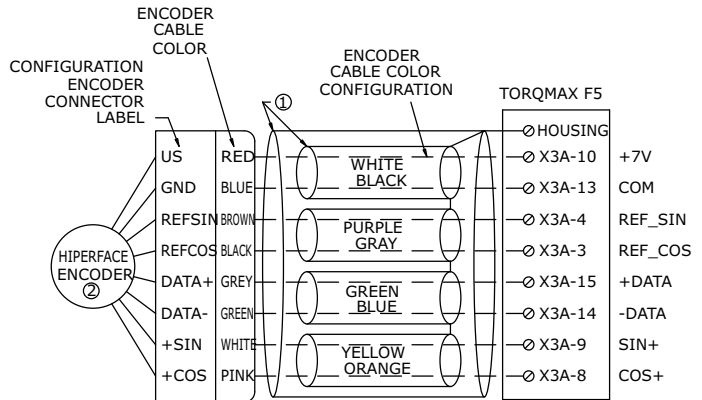 ENCODER
CABLE
COLOR
CONFIGURATION
ENCODER
CONNECTOR
LABEL
ENCODER
CABLE COLOR
CONFIGURATION
TORQMAX F5
①
HOUSING
US RED WHITE X3A-10 +7V
GND BLUE BLACK X3A-13 COM
REFSIN BROWN PURPLE X3A-4 REF_SIN
REFCOS BLACK GRAY X3A-3 REF_COS
HIPERFACE
ENCODER
②
DATA+ GREY GREEN X3A-15 +DATA
DATA- GREEN BLUE X3A-14 -DATA
+SIN WHITE YELLOW X3A-9 SIN+
+COS PINK ORANGE X3A-8 COS+